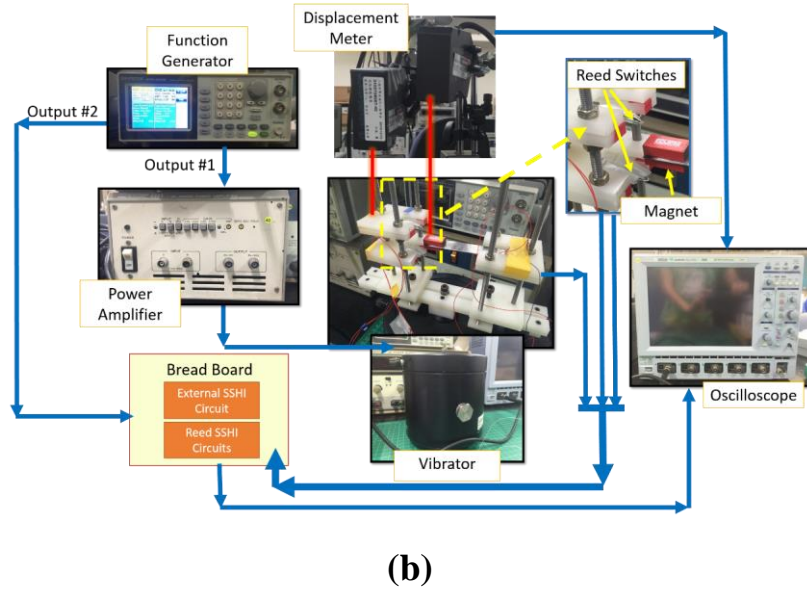 Displacement
Meter
Function
Generator
Reed Switches
Output #2
Output #1
Magnet
Power
Amplifier
Bread Board
External SSHI
Circuit
Reed SSHI
Circuits
Vibrator
Oscilloscope
(b)